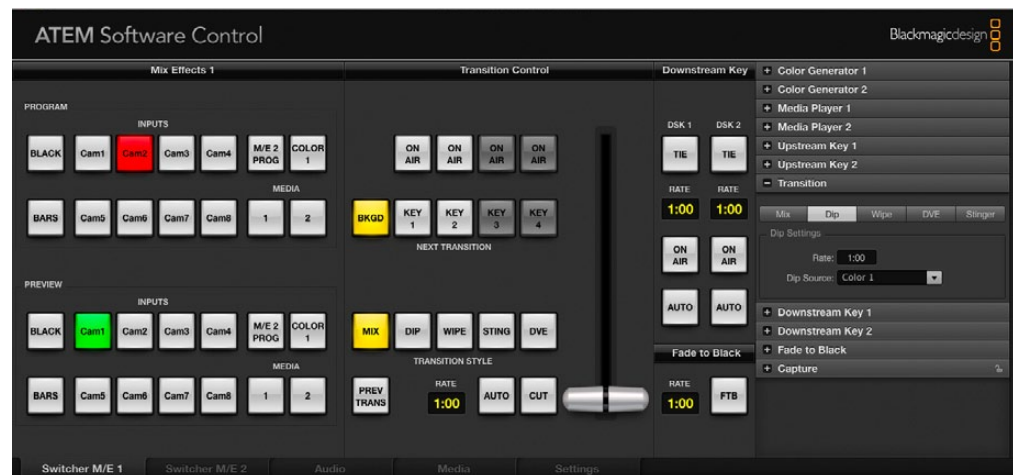 ATEM Software Control
Blackmagicdesign
Mix Effects 1
PROGRAM
INPUTS
BLACK Cam1 Cam2 Cam3 Cam4 M/E 2 PROG COLOR 1
MEDIA
BARS Cam5 Cam6 Cam7 Cam8 1 2
PREVIEW
INPUTS
BLACK Cam1 Cam2 Cam3 Cam4 M/E 2 PROG COLOR 1
MEDIA
BARS Cam5 Cam6 Cam7 Cam8 1 2
Transition Control
ON AIR ON AIR ON AIR ON AIR
BKGD KEY 1 KEY 2 KEY 3 KEY 4
NEXT TRANSITION
MIX DIP WIPE STING DVE
TRANSITION STYLE
PREV TRANS
RATE
1:00
AUTO CUT
Downstream Key
DSK 1 DSK 2
TIE TIE
RATE RATE
1:00 1:00
ON AIR ON AIR
AUTO AUTO
Fade to Black
RATE
1:00
FTB
Color Generator 1
Color Generator 2
Media Player 1
Media Player 2
Upstream Key 1
Upstream Key 2
Transition
Mix Dip Wipe DVE Stinger
Dip Settings
Rate: 1:00
Dip Source: Color 1
Downstream Key 1
Downstream Key 2
Fade to Black
Capture
Switcher M/E 1 Switcher M/E 2 Audio Media Settings